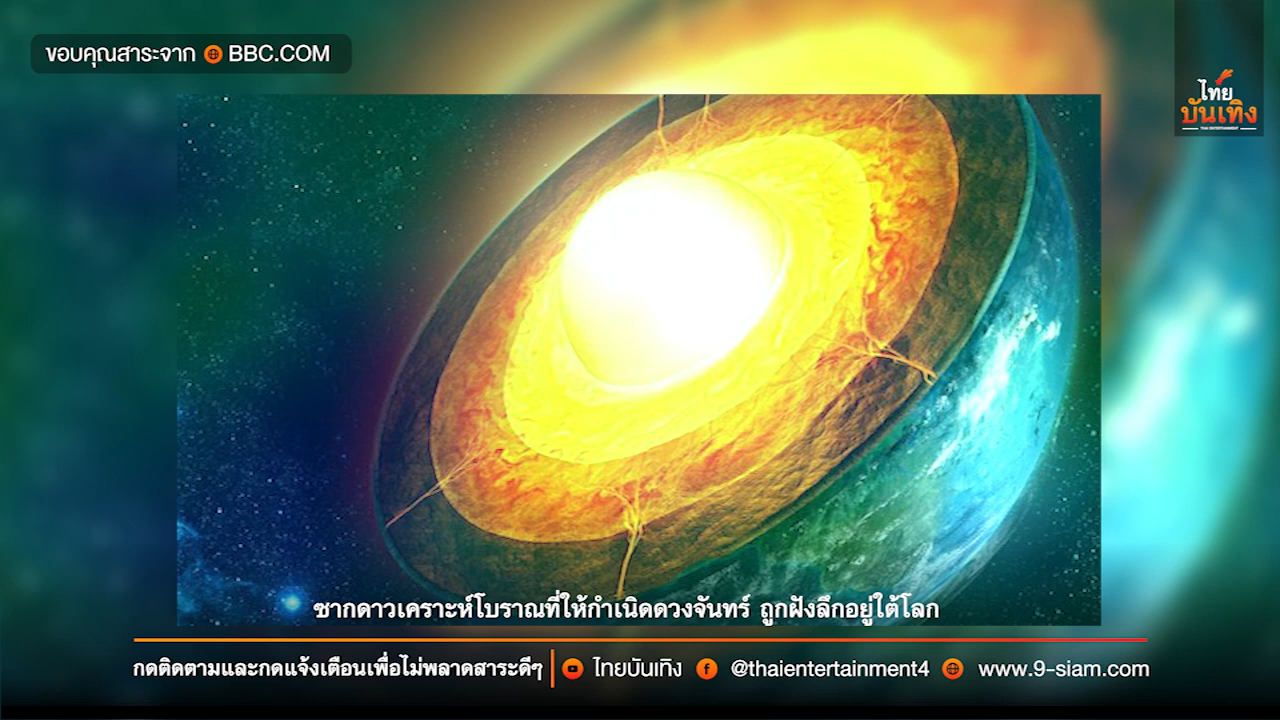 ขอบคุณสาระจาก BBC.COM
ไทย
บันเทิง
THAI ENTERTAINMENT
ซากดาวเคราะห์โบราณที่ให้กำเนิดดวงจันทร์ ถูกฝังลึกอยู่ใต้โลก
กดติดตามและกดแจ้งเตือนเพื่อไม่พลาดสาระดีๆ ไทยบันเทิง @thaientertainment4 www.9-siam.com